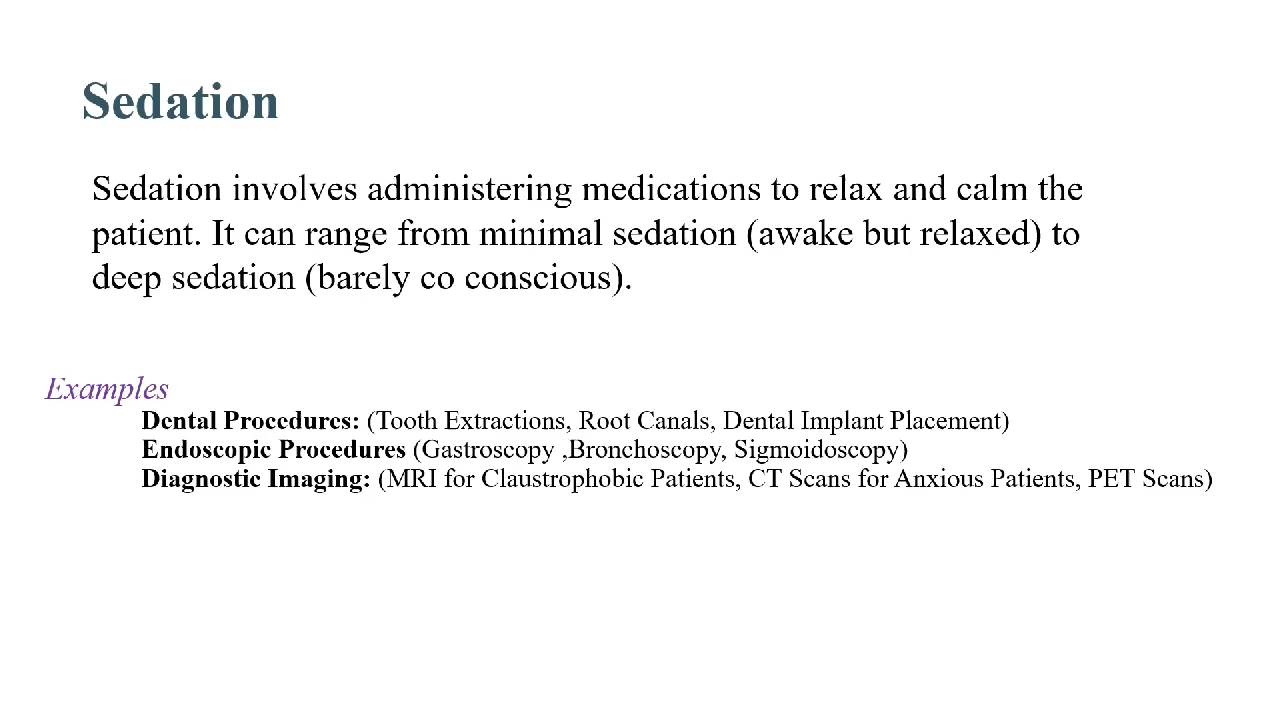 Sedation
Sedation involves administering medications to relax and calm the
patient. It can range from minimal sedation (awake but relaxed) to
deep sedation (barely co conscious).
Examples
Dental Procedures: (Tooth Extractions, Root Canals, Dental Implant Placement)
Endoscopic Procedures (Gastroscopy ,Bronchoscopy, Sigmoidoscopy)
Diagnostic Imaging: (MRI for Claustrophobic Patients, CT Scans for Anxious Patients, PET Scans)